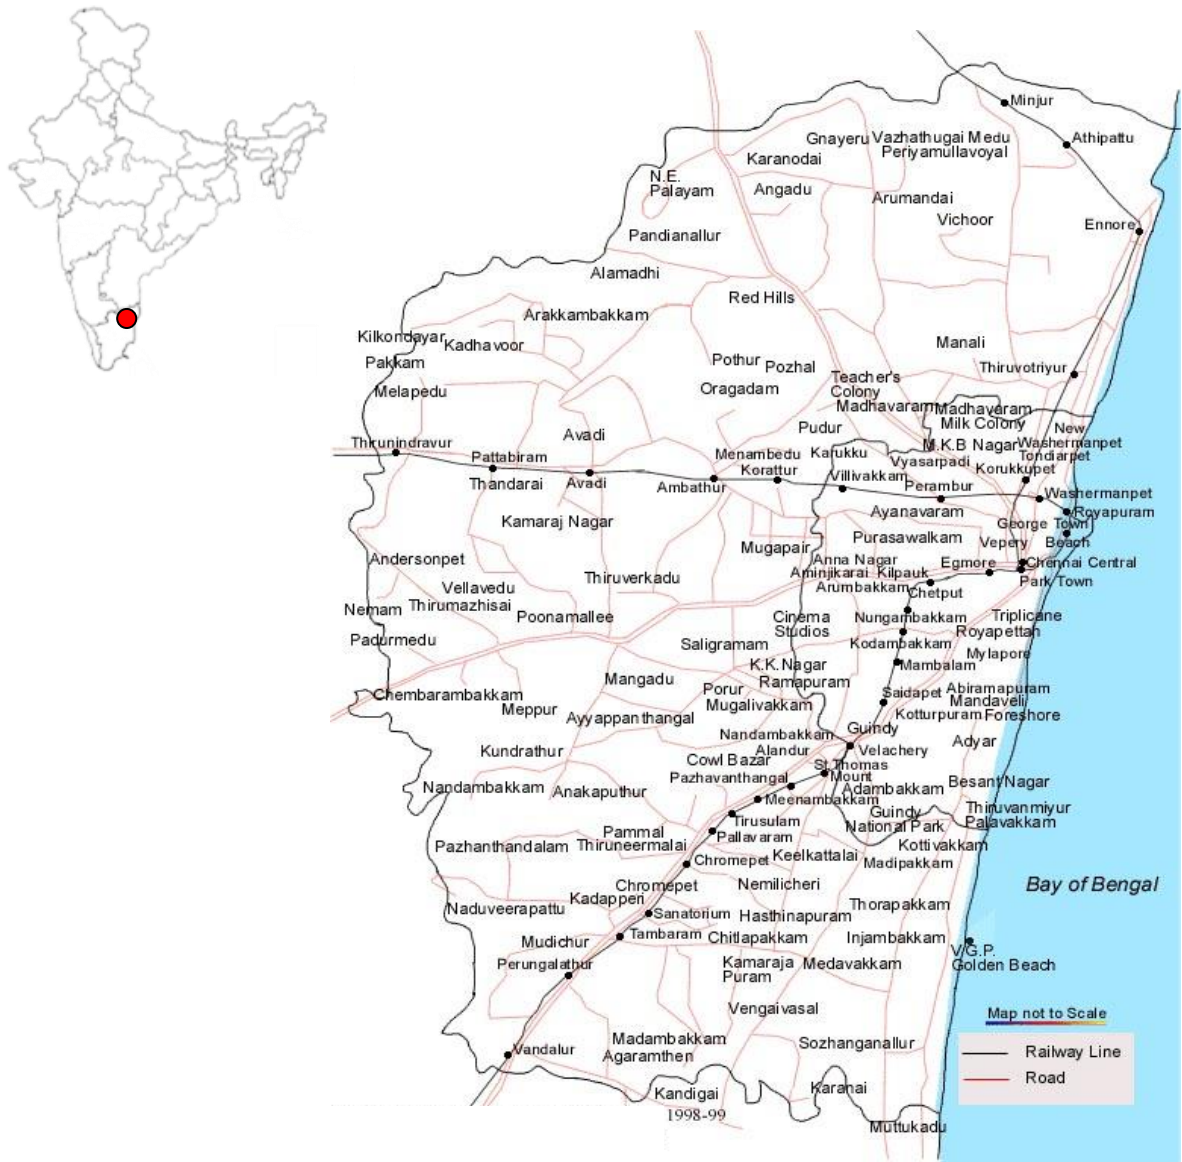 Minjur
Athipattu
Gnayeru
Vazhathugai Medu
Periyamullavoyal
Karanodai
N.E.
Palayam
Angadu
Arumandai
Vichoor
Ennore
Pandianallur
Alamadhi
Red Hills
Arakkambakkam
Kilkondayar
Kadhavoor
Manali
Pakkam
Pothur
Pozhal
Thiruvotriyur
Melapedu
Oragadam
Teacher's
Colony
Madhavaram
Madhavaram
Milk Colony
Pudur
New
Washermanpet
Avadi
Thirunindravur
M.K.B Nagar
Tondiarpet
Pattabiram
Menambedu
Karukku
Vyasarpadi
Korukkupet
Korattur
Villivakkam
Perambur
Thandarai
Avadi
Ambathur
Washermanpet
Royapuram
Ayanavaram
Kamaraj Nagar
George Town
Purasawalkam
Vepery
Beach
Mugapair
Andersonpet
Anna Nagar
Egmore
Chennai Central
Aminjikarai
Kilpauk
Park Town
Thiruverkadu
Vellavedu
Arumbakkam
Chetput
Nemam
Thirumazhisai
Poonamallee
Cinema
Studios
Nungambakkam
Triplicane
Royapettah
Padurmedu
Saligramam
Kodambakkam
Mylapore
K.K.Nagar
Mambalam
Mangadu
Ramapuram
Chembarambakkam
Porur
Saidapet
Abiramapuram
Meppur
Mugalivakkam
Mandaveli
Ayyappanthangal
Kotturpuram
Foreshore
Nandambakkam
Guindy
Kundrathur
Alandur
Velachery
Adyar
Cowl Bazar
St.Thomas
Mount
Pazhavanthangal
Nandambakkam
Anakaputhur
Adambakkam
Besant Nagar
Meenambakkam
Guindy
National Park
Thiruvanmiyur
Palavakkam
Tirusulam
Pammal
Pallavaram
Pazhanthandalam
Thiruneermalai
Kottivakkam
Chromepet
Keelkattalai
Madipakkam
Chromepet
Nemilicheri
Bay of Bengal
Kadapperi
Naduveerapattu
Sanatorium
Hasthinapuram
Thorapakkam
Mudichur
Tambaram
Chitlapakkam
Injambakkam
V.G.P.
Golden Beach
Perungalathur
Kamaraja
Puram
Medavakkam
Vengaivasal
Map not to Scale
Vandalur
Madambakkam
Agaramthen
Sozhanganallur
Railway Line
Road
Kandigai
Karanai
1998-99
Muttukadu